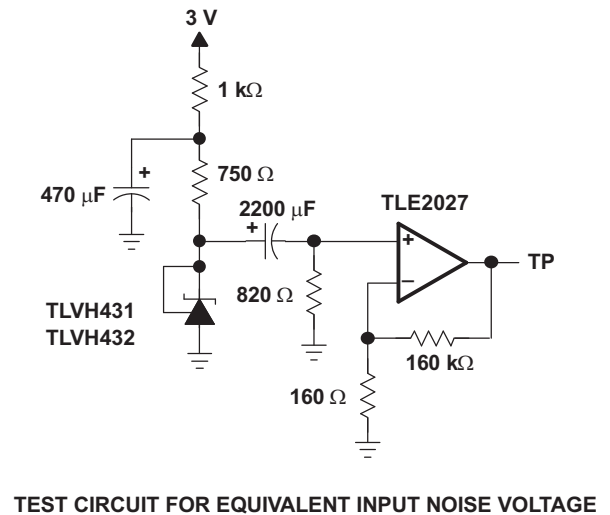 3 V
1 kΩ
+
470 μF
750 Ω
2200 μF
+
TLE2027
+
−
TP
820 Ω
TLVH431
TLVH432
160 kΩ
160 Ω
TEST CIRCUIT FOR EQUIVALENT INPUT NOISE VOLTAGE